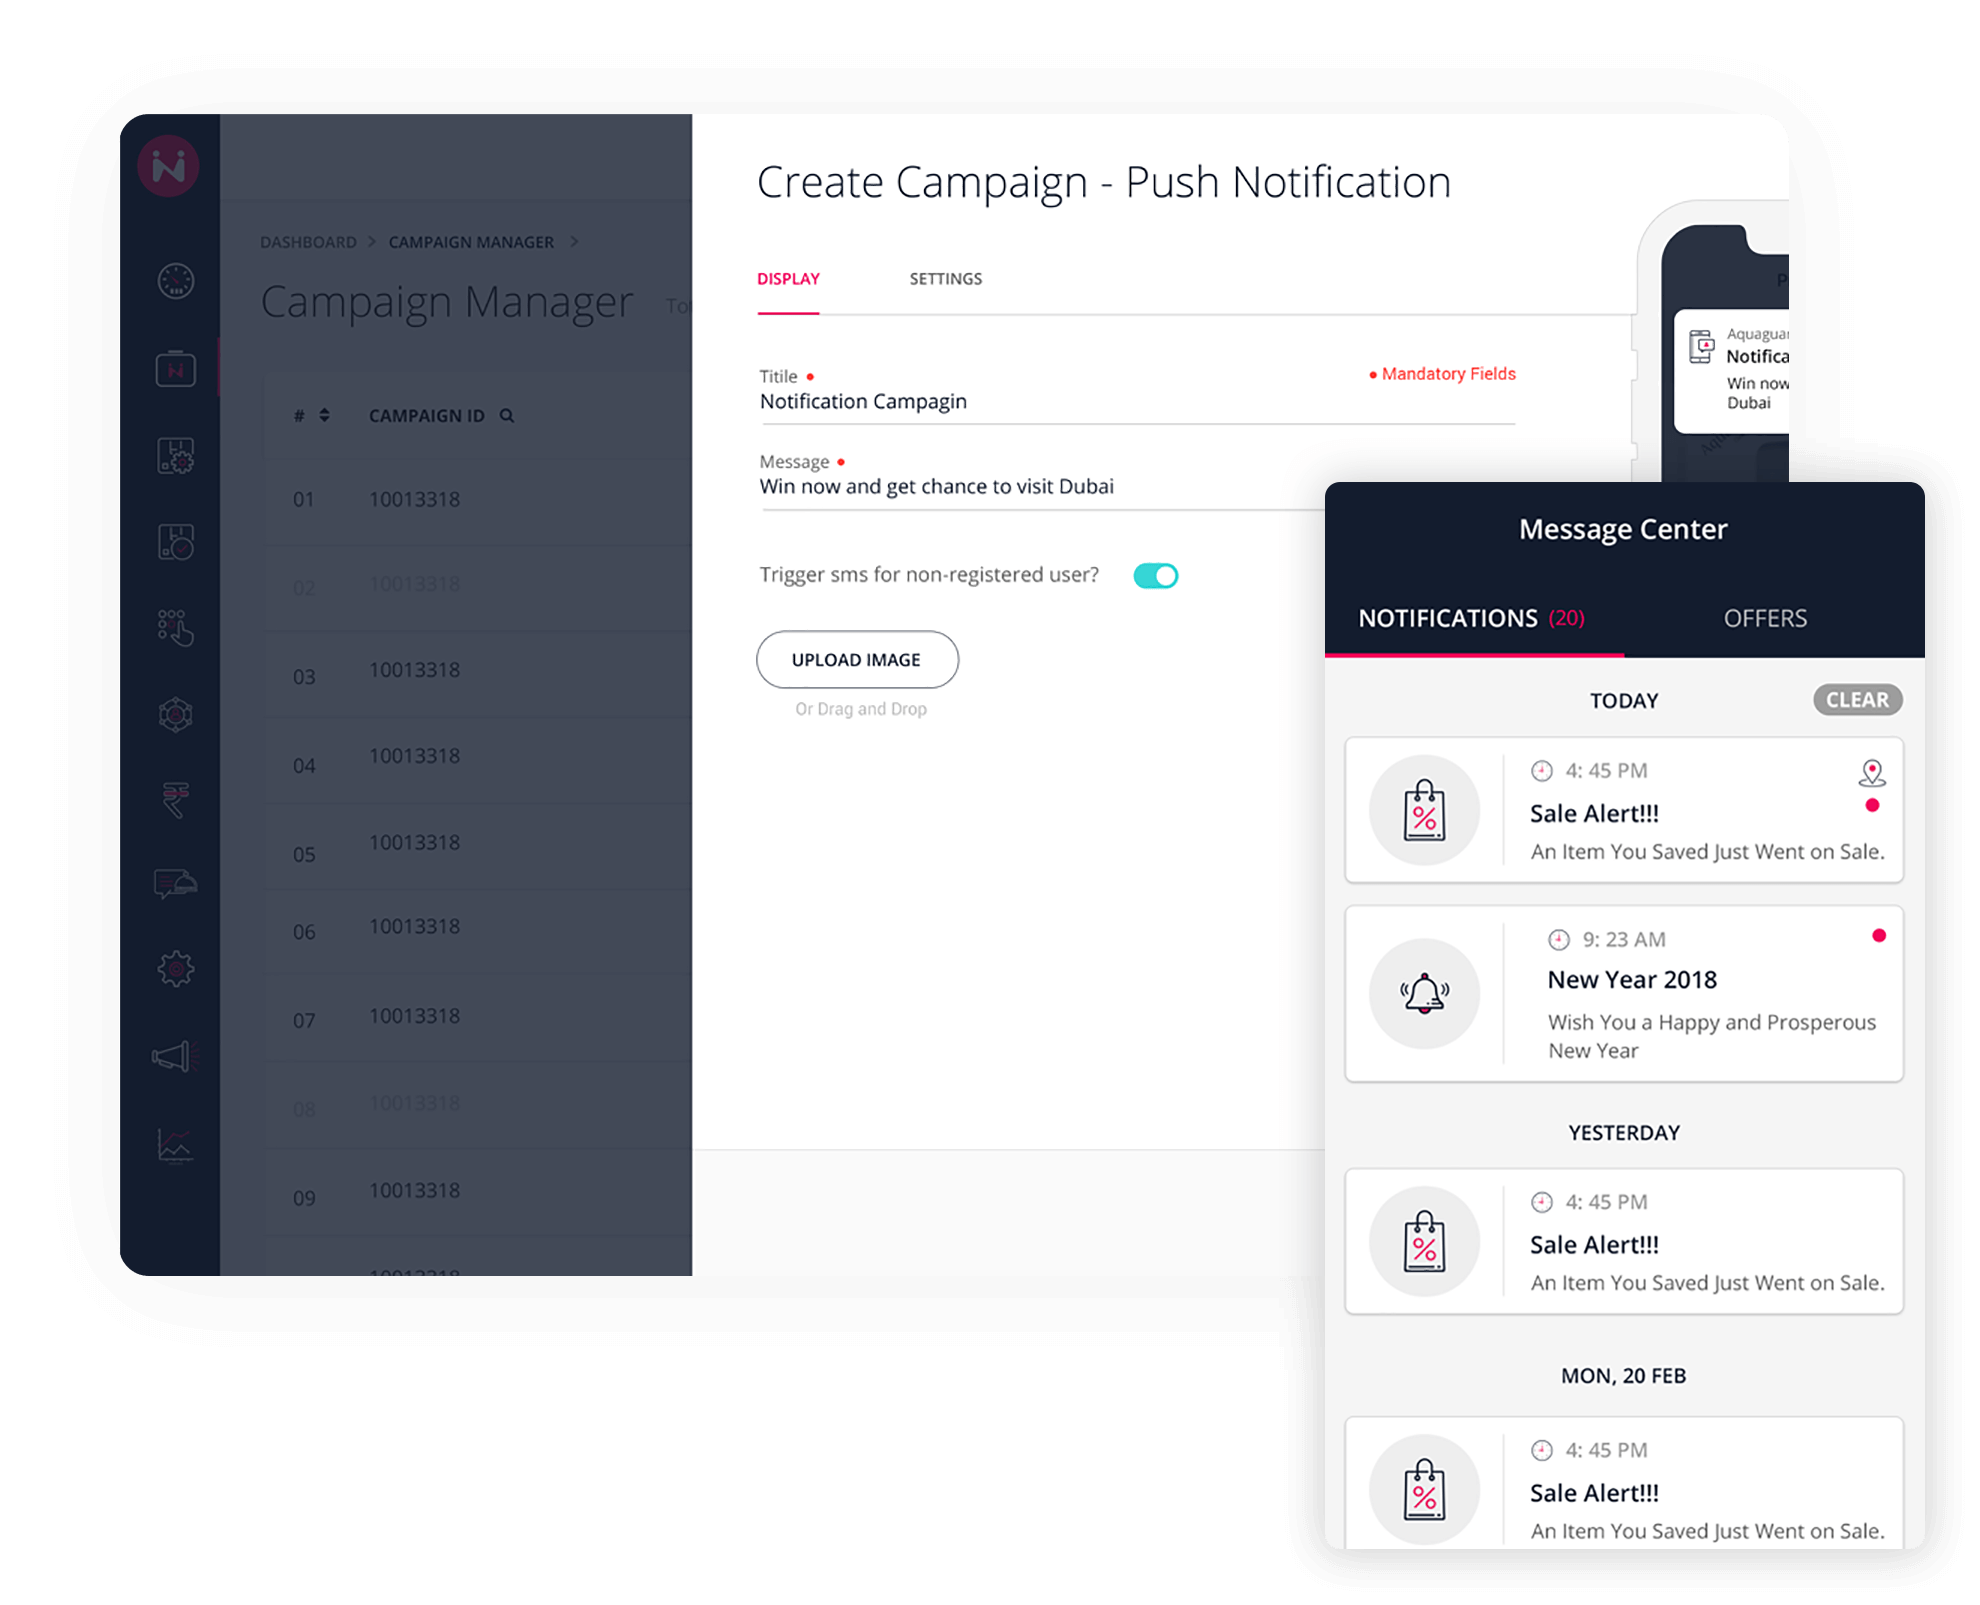 DASHBOARD > CAMPAIGN MANAGER >
Campaign Manager
# CAMPAIGN ID
01 10013318
02 10013318
03 10013318
04 10013318
05 10013318
06 10013318
07 10013318
08 10013318
09 10013318
10013318
Create Campaign - Push Notification
DISPLAY SETTINGS
Titile
• Mandatory Fields
Notification Campagin
Message
Win now and get chance to visit Dubai
Trigger sms for non-registered user?
UPLOAD IMAGE
Or Drag and Drop
Win now
Dubai
Message Center
NOTIFICATIONS (20) OFFERS
TODAY CLEAR
4: 45 PM
Sale Alert!!!
An Item You Saved Just Went on Sale.
9: 23 AM
New Year 2018
Wish You a Happy and Prosperous
New Year
YESTERDAY
4: 45 PM
Sale Alert!!!
An Item You Saved Just Went on Sale.
MON, 20 FEB
4: 45 PM
Sale Alert!!!
An Item You Saved Just Went on Sale.